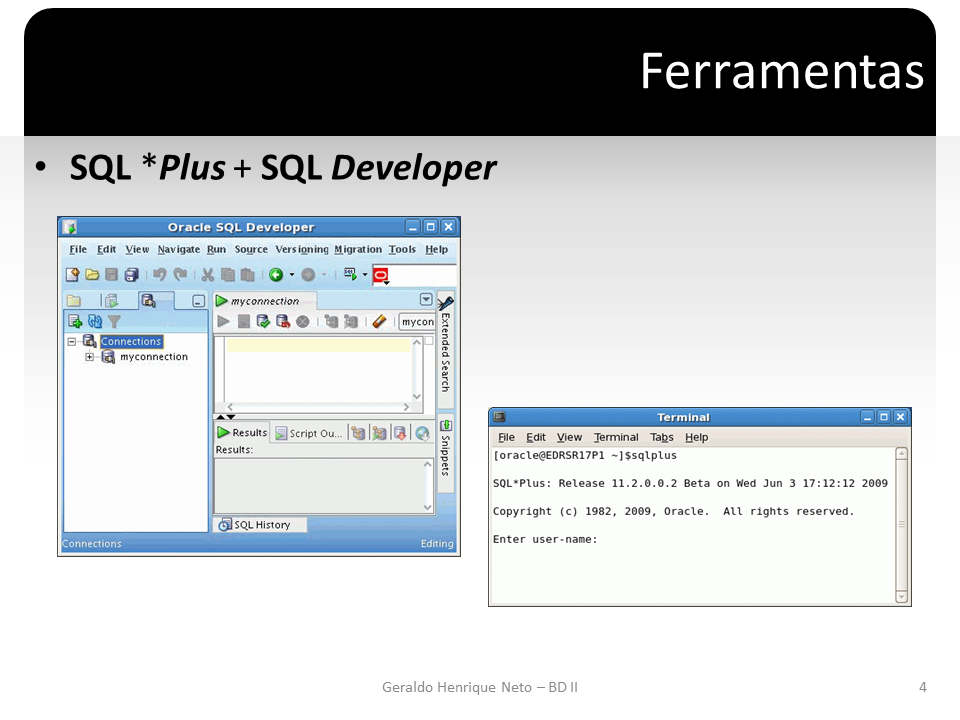 Ferramentas
• SQL *Plus + SQL Developer
Oracle SQL Developer
File Edit View Navigate Run Source Versioning Migration Tools Help
myconnection
mycon
Connections
myconnection
Extended Search
Results Script Ou...
Results:
Snippets
SQL History
Connections Editing
Terminal
File Edit View Terminal Tabs Help
[oracle@EDRSR17P1 ~]$sqlplus
SQL*Plus: Release 11.2.0.0.2 Beta on Wed Jun 3 17:12:12 2009
Copyright (c) 1982, 2009, Oracle. All rights reserved.
Enter user-name:
Geraldo Henrique Neto – BD II 4